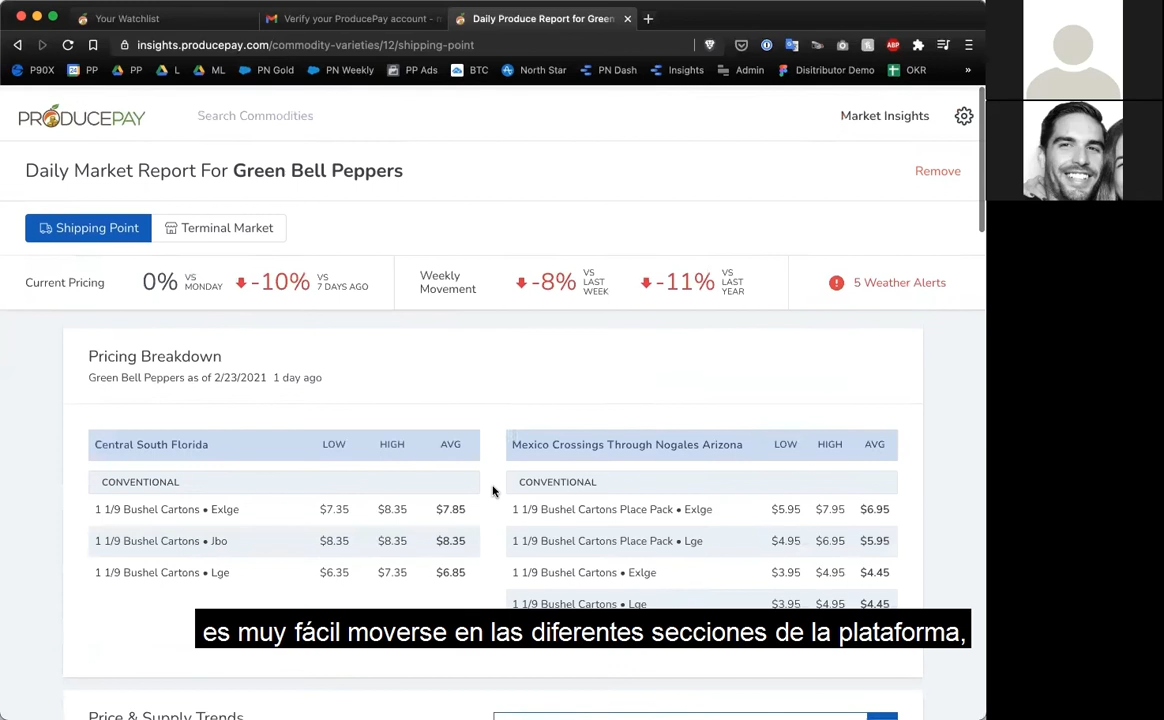 Your Watchlist
Verify your ProducePay account -
Daily Produce Report for Green
insights.producepay.com/commodity-varieties/12/shipping-point
P90X PP PP L ML PN Gold PN Weekly PP Ads BTC North Star PN Dash Insights Admin Disitributor Demo OKR »
PRODUCEPAY
Search Commodities
Market Insights
Daily Market Report For Green Bell Peppers
Remove
Shipping Point
Terminal Market
Current Pricing 0% VS MONDAY -10% VS 7 DAYS AGO
Weekly Movement -8% VS LAST WEEK -11% VS LAST YEAR
5 Weather Alerts
Pricing Breakdown
Green Bell Peppers as of 2/23/2021 1 day ago
Central South Florida LOW HIGH AVG
CONVENTIONAL
1 1/9 Bushel Cartons • Exlge $7.35 $8.35 $7.85
1 1/9 Bushel Cartons • Jbo $8.35 $8.35 $8.35
1 1/9 Bushel Cartons • Lge $6.35 $7.35 $6.85
Mexico Crossings Through Nogales Arizona LOW HIGH AVG
CONVENTIONAL
1 1/9 Bushel Cartons Place Pack • Exlge $5.95 $7.95 $6.95
1 1/9 Bushel Cartons Place Pack • Lge $4.95 $6.95 $5.95
1 1/9 Bushel Cartons • Exlge $3.95 $4.95 $4.45
1 1/9 Bushel Cartons • Lge $3.95 $4.95 $4.45
es muy fácil moverse en las diferentes secciones de la plataforma,
Price & Supply Trends